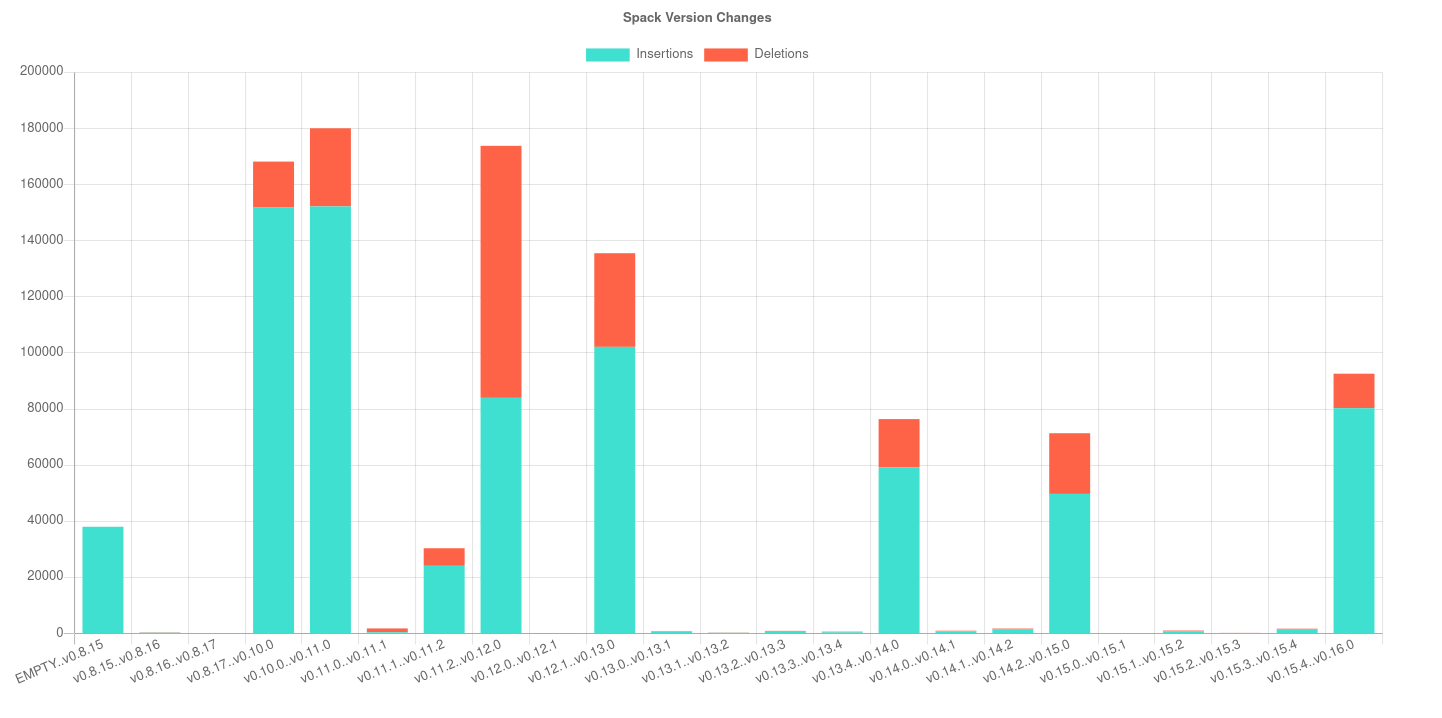 Spack Version Changes
Insertions Deletions
200000
180000
160000
140000
120000
100000
80000
60000
40000
20000
0
EMPTY..v0.8.15
v0.8.15..v0.8.16
v0.8.16..v0.8.17
v0.8.17..v0.10.0
v0.10.0..v0.11.0
v0.11.0..v0.11.1
v0.11.1..v0.11.2
v0.11.2..v0.12.0
v0.12.0..v0.12.1
v0.12.1..v0.13.0
v0.13.0..v0.13.1
v0.13.1..v0.13.2
v0.13.2..v0.13.3
v0.13.3..v0.13.4
v0.13.4..v0.14.0
v0.14.0..v0.14.1
v0.14.1..v0.14.2
v0.14.2..v0.15.0
v0.15.0..v0.15.1
v0.15.1..v0.15.2
v0.15.2..v0.15.3
v0.15.3..v0.15.4
v0.15.4..v0.16.0